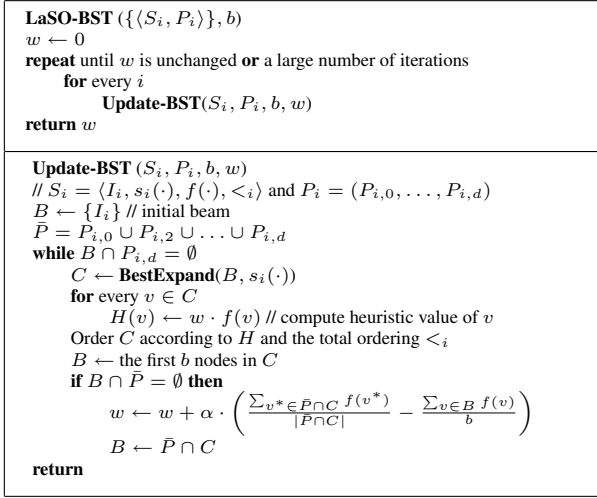 LaSO-BST ({⟨S_i, P_i⟩}, b)
w ← 0
repeat until w is unchanged or a large number of iterations
for every i
Update-BST(S_i, P_i, b, w)
return w
Update-BST (S_i, P_i, b, w)
// S_i = ⟨I_i, s_i(·), f(·), <_i⟩ and P_i = (P_{i,0}, . . . , P_{i,d})
B ← {I_i} // initial beam
P̄ = P_{i,0} ∪ P_{i,2} ∪ . . . ∪ P_{i,d}
while B ∩ P_{i,d} = ∅
C ← BestExpand(B, s_i(·))
for every v ∈ C
H(v) ← w · f(v) // compute heuristic value of v
Order C according to H and the total ordering <_i
B ← the first b nodes in C
if B ∩ P̄ = ∅ then
w ← w + α · ( ∑_{v*∈P̄∩C} f(v*) / |P̄∩C| − ∑_{v∈B} f(v) / b )
B ← P̄ ∩ C
return